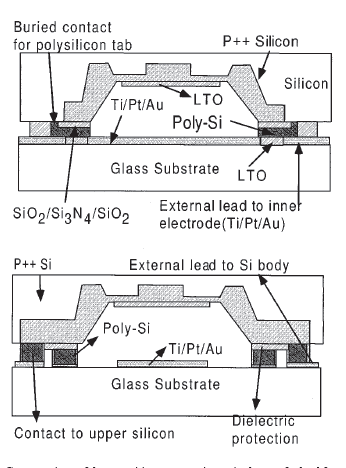 Buried contact
for polysilicon tab
P++ Silicon
Silicon
LTO
Ti/Pt/Au
Poly-Si
Glass Substrate
LTO
SiO2/Si3N4/SiO2
External lead to inner
electrode(Ti/Pt/Au)
P++ Si
External lead to Si body
Poly-Si
Ti/Pt/Au
Glass Substrate
Contact to upper silicon
Dielectric
protection